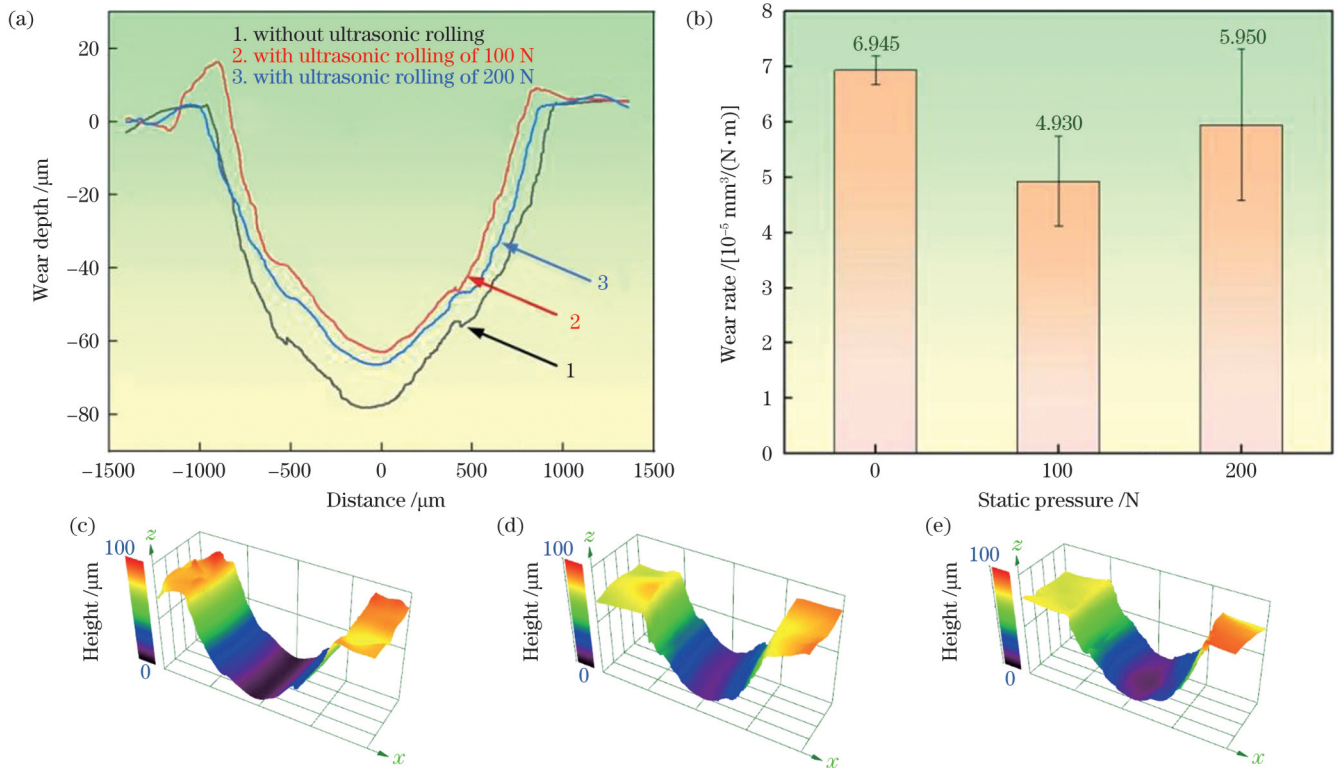 (a)
1. without ultrasonic rolling
2. with ultrasonic rolling of 100 N
3. with ultrasonic rolling of 200 N
20
0
−20
−40
−60
−80
Wear depth /μm
3
2
1
−1500
−1000
−500
0
500
1000
1500
Distance /μm
(b)
8
7
6
5
4
3
2
1
0
Wear rate /[10⁻⁵ mm³/(N·m)]
6.945
4.930
5.950
0
100
200
Static pressure /N
(c)
100
z
Height /μm
0
x
(d)
100
z
Height /μm
0
x
(e)
100
z
Height /μm
0
x